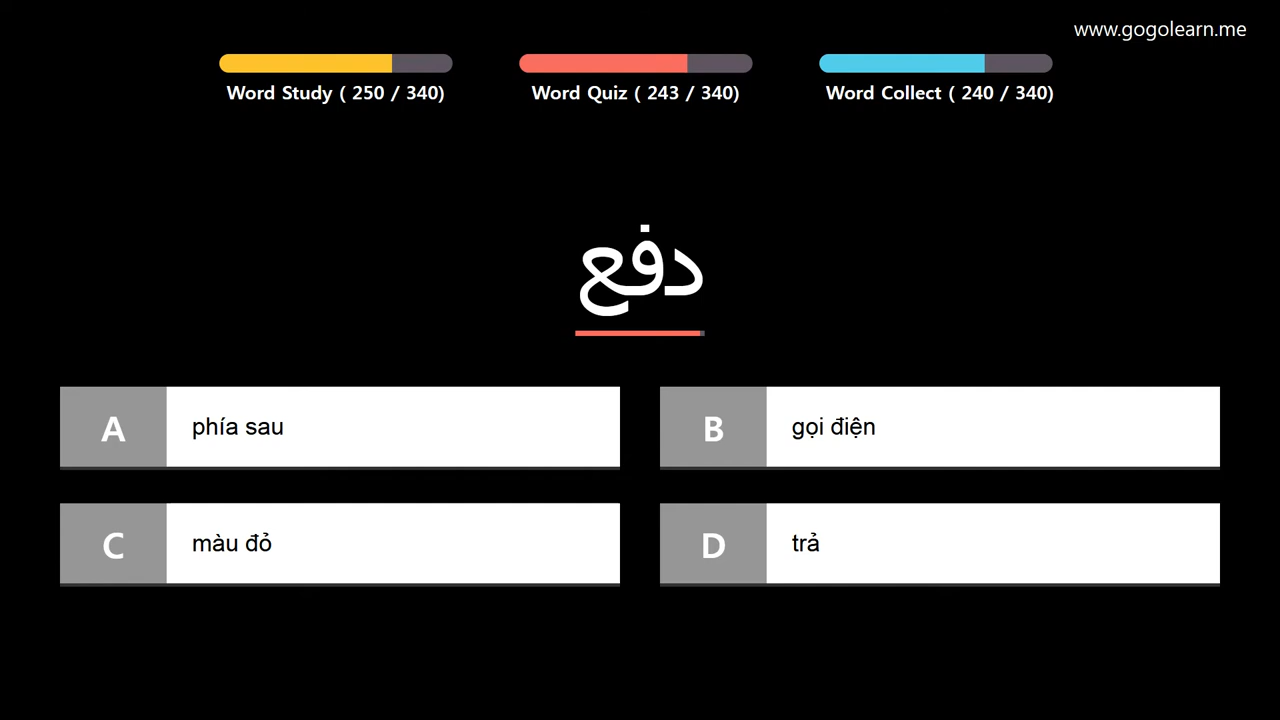 www.gogolearn.me
Word Study ( 250 / 340)
Word Quiz ( 243 / 340)
Word Collect ( 240 / 340)
دفع
A
phía sau
B
gọi điện
C
màu đỏ
D
trả